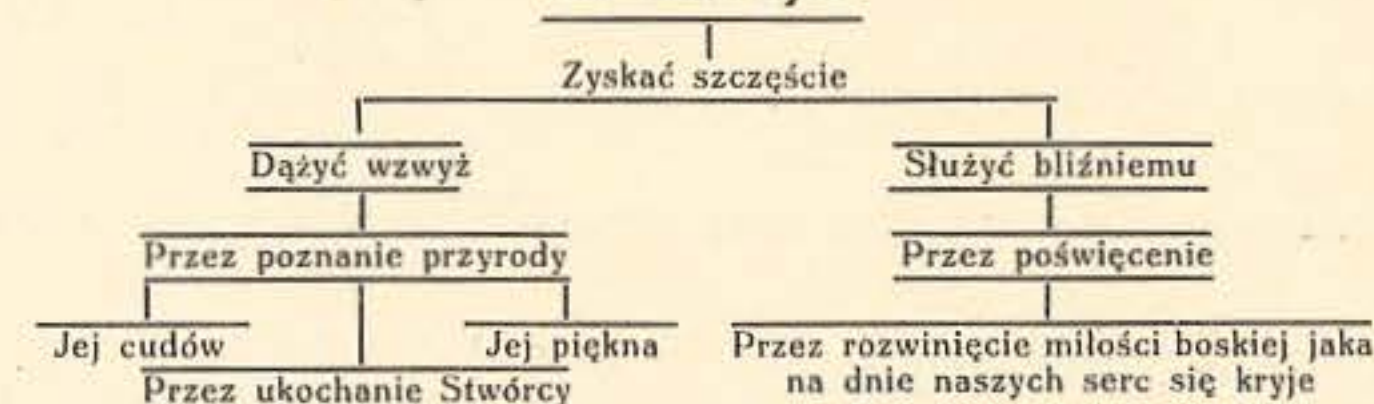 Zyskać szczęście
Dążyć wzwyż
Służyć bliźniemu
Przez poznanie przyrody
Przez poświęcenie
Jej cudów
Jej piękna
Przez ukochanie Stwórcy
Przez rozwinięcie miłości boskiej jaka
na dnie naszych serc się kryje